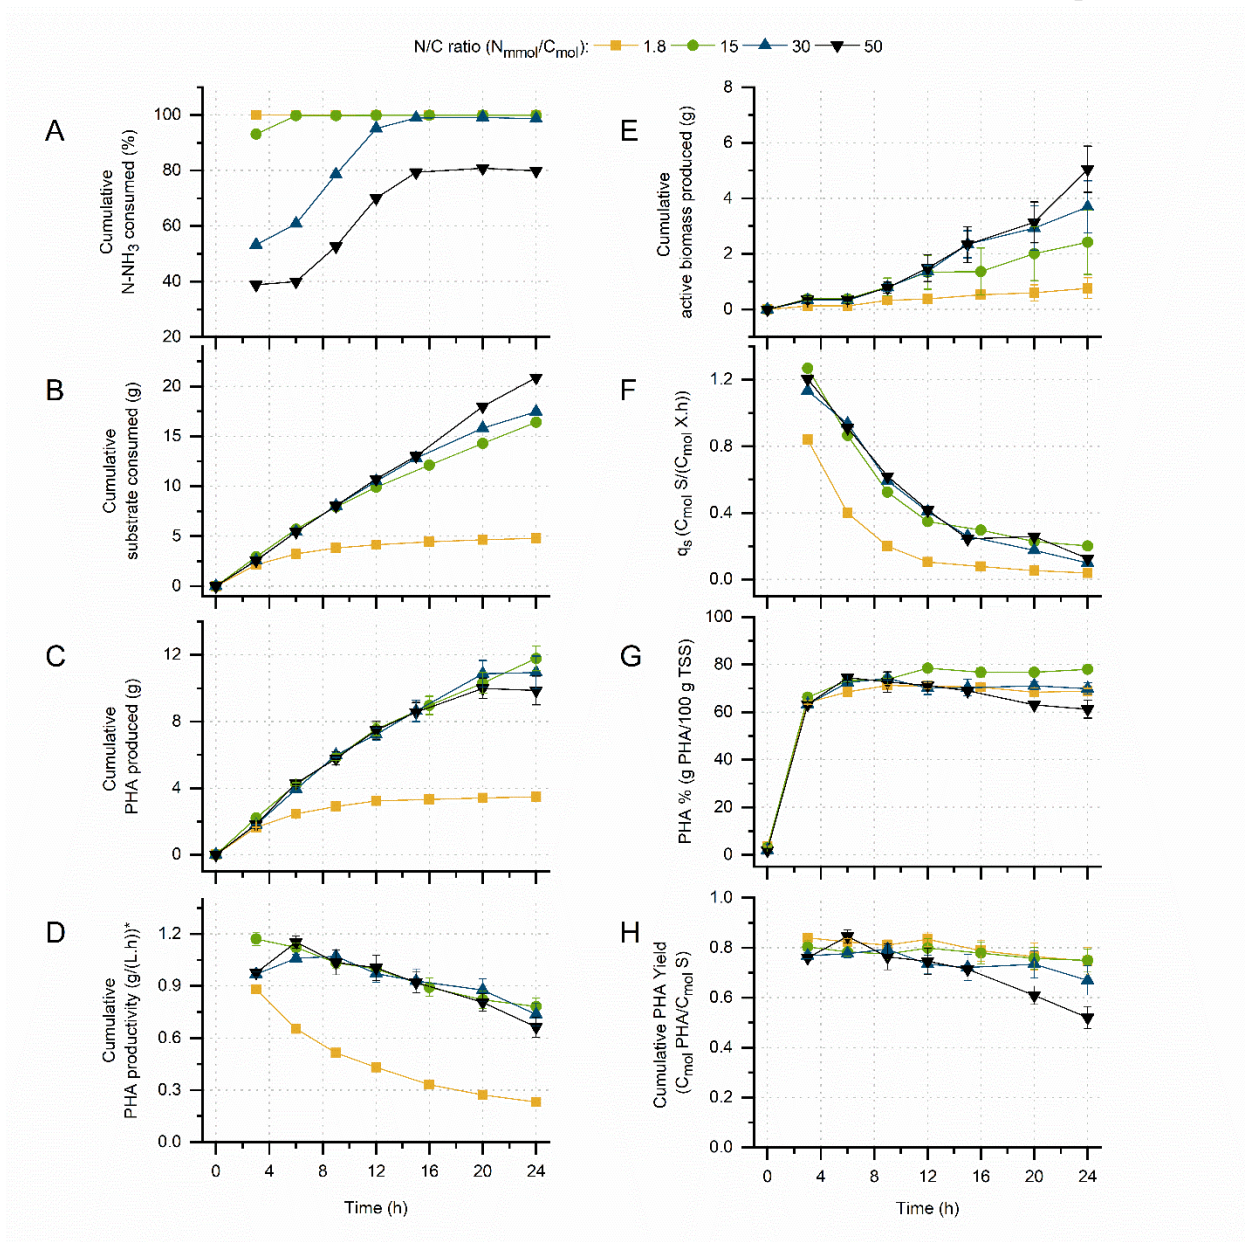 N/C ratio (Nmmol/Cmol): 1.8 15 30 50
A
Cumulative
N-NH3 consumed (%)
100
80
60
40
20
B
Cumulative
substrate consumed (g)
20
15
10
5
0
C
Cumulative
PHA produced (g)
12
8
4
0
D
Cumulative
PHA productivity (g/(L.h))*
1.2
0.9
0.6
0.3
0.0
0 4 8 12 16 20 24
Time (h)
E
Cumulative
active biomass produced (g)
8
6
4
2
0
F
qs (Cmol S/(Cmol X.h))
1.2
0.8
0.4
0.0
G
PHA % (g PHA/100 g TSS)
100
80
60
40
20
0
H
Cumulative PHA Yield
(Cmol PHA/Cmol S)
1.0
0.8
0.6
0.4
0.2
0.0
0 4 8 12 16 20 24
Time (h)